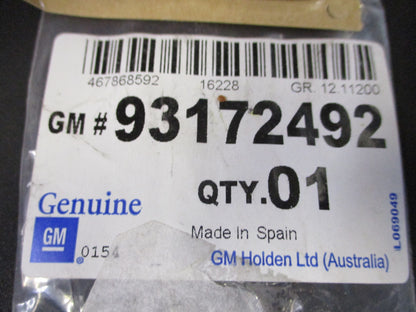 467868592 16228 GR. 12.11200
GM # 93172492
QTY. 01
Genuine
GM
®
0154
Made In Spain
GM Holden Ltd (Australia)
L069049